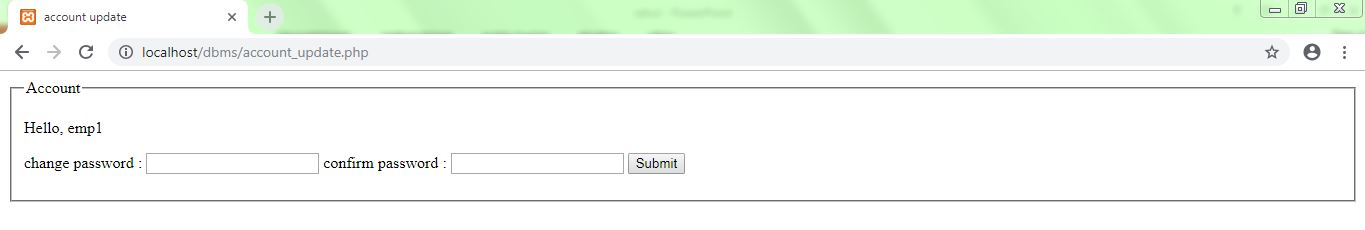 account update
localhost/dbms/account_update.php
Account
Hello, emp1
change password : confirm password : Submit